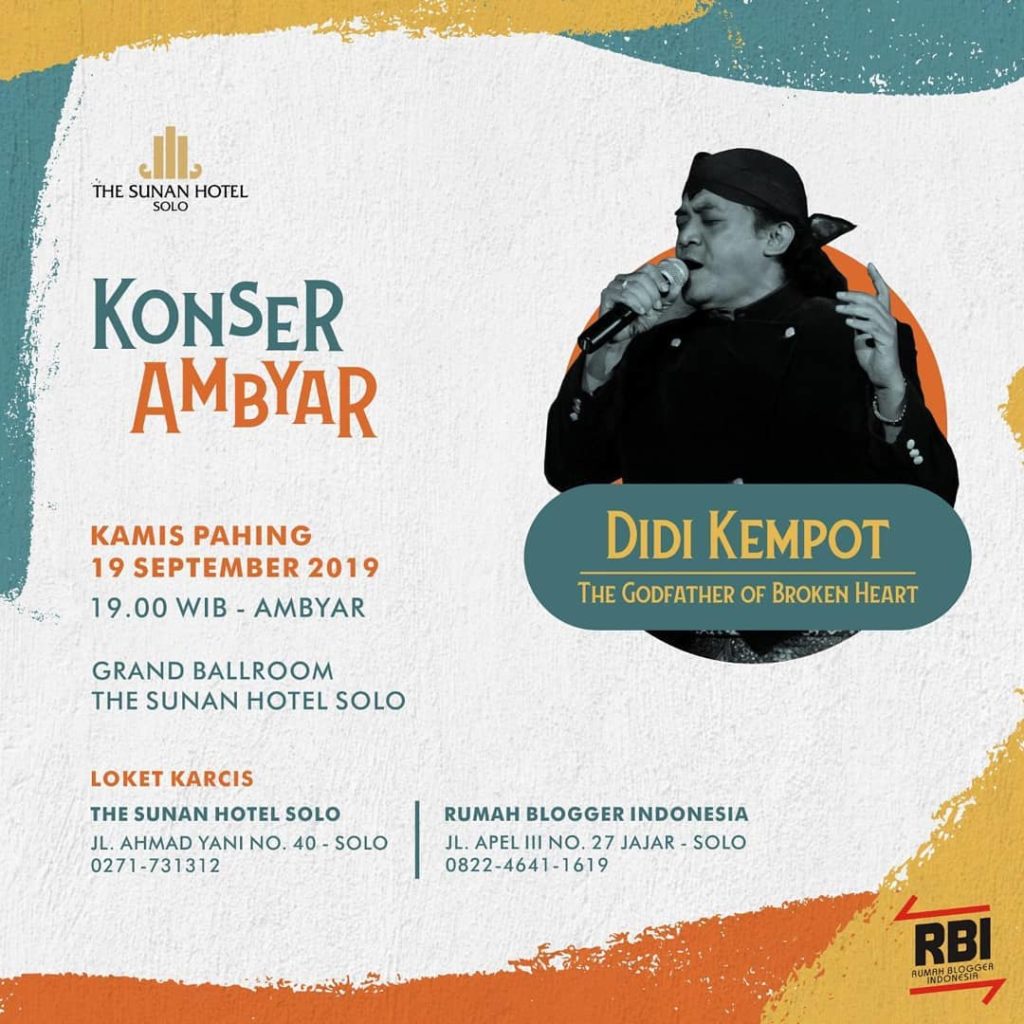 THE SUNAN HOTEL
SOLO
KONSER
AMBYAR
DIDI KEMPOT
THE GODFATHER OF BROKEN HEART
KAMIS PAHING
19 SEPTEMBER 2019
19.00 WIB - AMBYAR
GRAND BALLROOM
THE SUNAN HOTEL SOLO
LOKET KARCIS
THE SUNAN HOTEL SOLO
JL. AHMAD YANI NO. 40 - SOLO
0271-731312
RUMAH BLOGGER INDONESIA
JL. APEL III NO. 27 JAJAR - SOLO
0822-4641-1619
RBI
RUMAH BLOGGER
INDONESIA